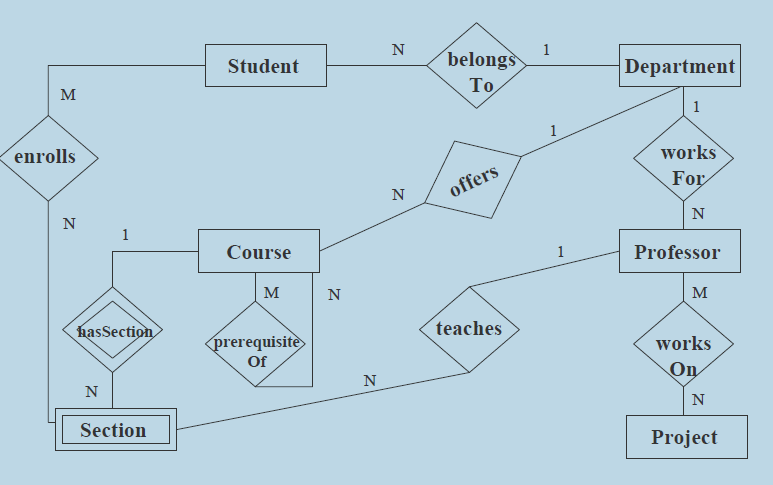 N
1
Student
belongs
To
Department
M
1
1
enrolls
works
For
offers
N
N
N
1
Course
1
Professor
M
N
M
hasSection
prerequisite
Of
teaches
works
On
N
N
N
Section
Project